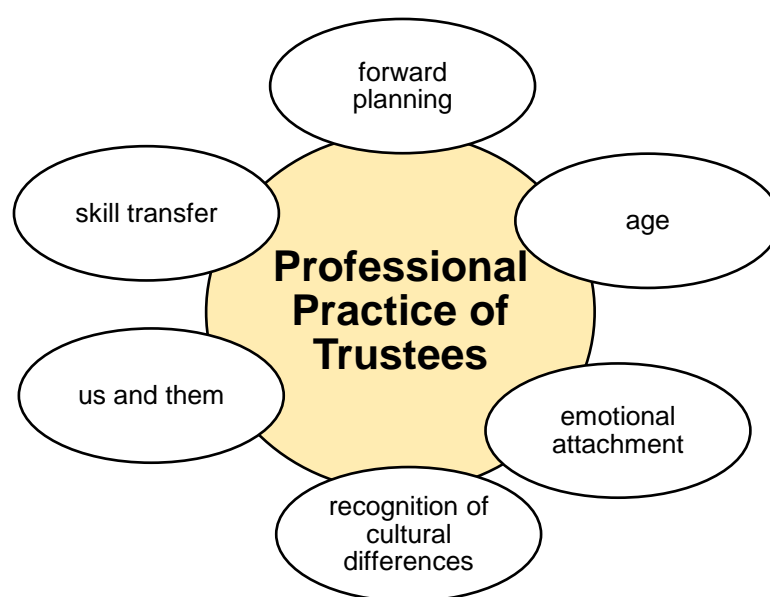 forward
planning
skill transfer
age
Professional
Practice of
Trustees
us and them
emotional
attachment
recognition of
cultural
differences